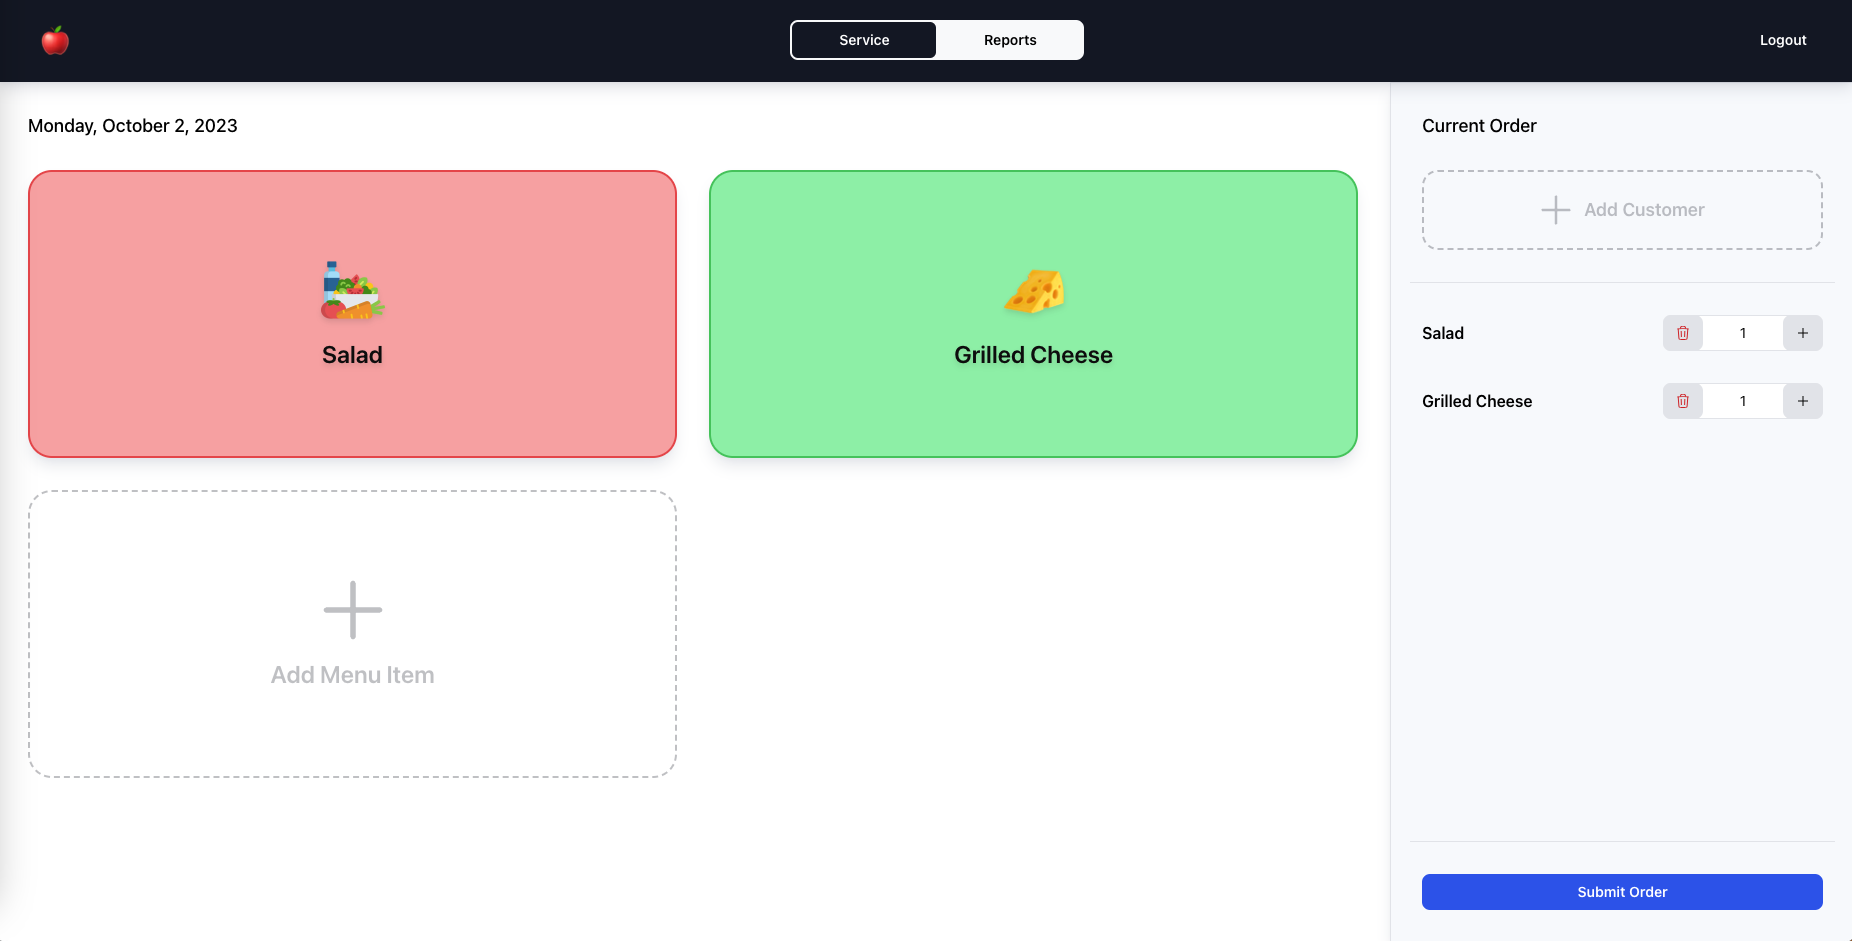 Service
Reports
Logout
Monday, October 2, 2023
Salad
Grilled Cheese
Add Menu Item
Current Order
Add Customer
Salad
1
Grilled Cheese
1
Submit Order